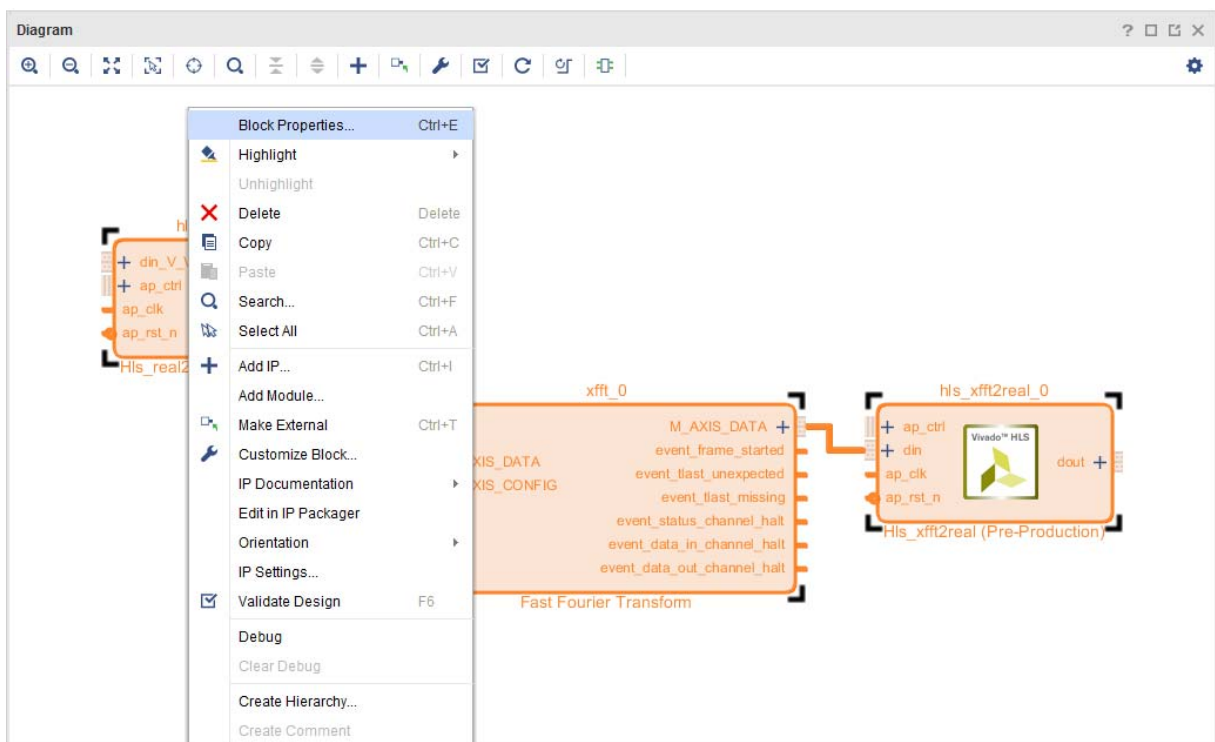 Diagram
Block Properties... Ctrl+E
Highlight
Unhighlight
Delete Delete
Copy Ctrl+C
Paste Ctrl+V
Search... Ctrl+F
Select All Ctrl+A
Add IP... Ctrl+I
Add Module...
Make External Ctrl+T
Customize Block...
IP Documentation
Edit in IP Packager
Orientation
IP Settings...
Validate Design F6
Debug
Clear Debug
Create Hierarchy...
Create Comment
din_V_
ap_ctrl
ap_clk
ap_rst_n
Hls_real2
xfft_0
XIS_DATA
XIS_CONFIG
M_AXIS_DATA
event_frame_started
event_tlast_unexpected
event_tlast_missing
event_status_channel_halt
event_data_in_channel_halt
event_data_out_channel_halt
Fast Fourier Transform
hls_xfft2real_0
ap_ctrl
din
ap_clk
ap_rst_n
Vivado™ HLS
dout
Hls_xfft2real (Pre-Production)